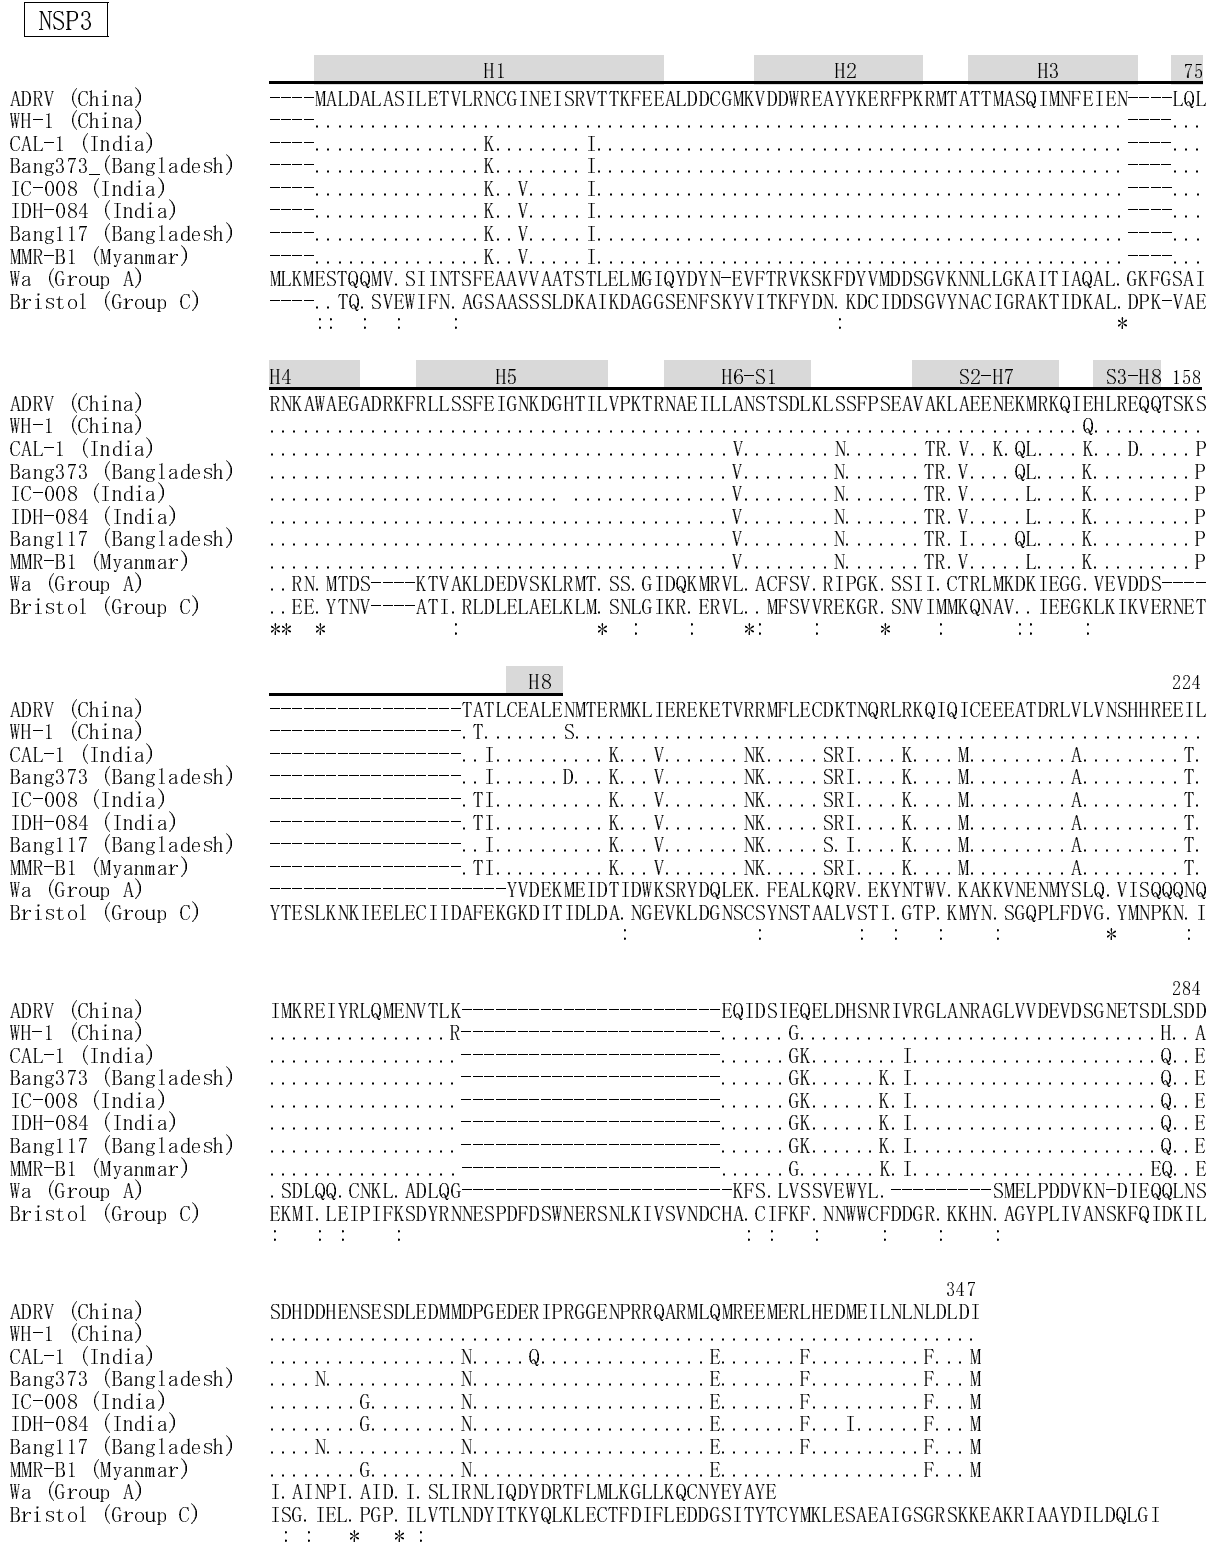 NSP3
H1 H2 H3 75
ADRV (China) ----MALDALASILETVLRNCGINEISRVTTKFEEALDDCGMKVDDWREAYYKERFPKRMTATTMASQIMNFEIEN----LQL
WH-1 (China) ----........................................................................----...
CAL-1 (India) ----...............K........I...............................................----...
Bang373_(Bangladesh) ----...............K........I...............................................----...
IC-008 (India) ----...............K..V.....I...............................................----...
IDH-084 (India) ----...............K..V.....I...............................................----...
Bang117 (Bangladesh) ----...............K..V.....I...............................................----...
MMR-B1 (Myanmar) ----...............K..V.....I...............................................----...
Wa (Group A) MLKMESTQQMV.SIINTSFEAAVVAATSTLELMGIQYDYN-EVFTRVKSKFDYVMDDSGVKNNLLGKAITIAQAL.GKFGSAI
Bristol (Group C) ----..TQ.SVEWIFN.AGSAASSSLDKAIKDAGGSENFSKYVITKFYDN.KDCIDDSGVYNACIGRAKTIDKAL.DPK-VAE
:: : : : : *
H4 H5 H6-S1 S2-H7 S3-H8 158
ADRV (China) RNKAWAEGADRKFRLLSSFEIGNKDGHTILVPKTRNAEILLANSTSDLKLSSFPSEAVAKLAEENEKMRKQIEHLREQQTSKS
WH-1 (China) ........................................................................Q..........
CAL-1 (India) .........................................V........N.......TR.V..K.QL....K...D.....P
Bang373 (Bangladesh) .........................................V........N.......TR.V....QL....K.........P
IC-008 (India) .........................................V........N.......TR.V.....L....K.........P
IDH-084 (India) .........................................V........N.......TR.V.....L....K.........P
Bang117 (Bangladesh) .........................................V........N.......TR.I....QL....K.........P
MMR-B1 (Myanmar) .........................................V........N.......TR.V.....L....K.........P
Wa (Group A) ..RN.MTDS----KTVAKLDEDVSKLRMT.SS.GIDQKMRVL.ACFSV.RIPGK.SSII.CTRLMKDKIEGG.VEVDDS----
Bristol (Group C) ..EE.YTNV----ATI.RLDLELAELKLM.SNLGIKR.ERVL..MFSVVREKGR.SNVIMMKQNAV..IEEGKLKIKVERNET
** * : * : : *: : * : :: :
H8 224
ADRV (China) -----------------TATLCEALENMTERMKLIEREKETVRRMFLECDKTNQRLRKQIQICEEEATDRLVLVNSHHREEIL
WH-1 (China) -----------------.T.......S........................................................
CAL-1 (India) -----------------..I..........K...V.......NK.....SRI....K....M.........A.........T.
Bang373 (Bangladesh) -----------------..I......D...K...V.......NK.....SRI....K....M.........A.........T.
IC-008 (India) -----------------.TI..........K...V.......NK.....SRI....K....M.........A.........T.
IDH-084 (India) -----------------.TI..........K...V.......NK.....SRI....K....M.........A.........T.
Bang117 (Bangladesh) -----------------.TI..........K...V.......NK.....S.I....K....M.........A.........T.
MMR-B1 (Myanmar) -----------------.TI..........K...V.......NK.....SRI....K....M.........A.........T.
Wa (Group A) ---------------------YVDEKMEIDTIDWKSRYDQLEK.FEALKQRV.EKYNTWV.KAKKVNENMYSLQ.VISQQQNQ
Bristol (Group C) YTESLKNKIEELECIIDAFEKGKDITIDLDA.NGEVKLDGNSCSYNSTAALVSTI.GTP.KMYN.SGQPLFDVG.YMNPKN.I
: : : : : : * :
284
ADRV (China) IMKREIYRLQMENVTLK-----------------------EQIDSIEQELDHSNRIVRGLANRAGLVVDEVDSGNETSDLSDD
WH-1 (China) ................R-----------------------......G................................H..A
CAL-1 (India) .................-----------------------......GK........I......................Q..E
Bang373 (Bangladesh) .................-----------------------......GK......K.I......................Q..E
IC-008 (India) .................-----------------------......GK......K.I......................Q..E
IDH-084 (India) .................-----------------------......GK......K.I......................Q..E
Bang117 (Bangladesh) .................-----------------------......GK......K.I......................Q..E
MMR-B1 (Myanmar) .................-----------------------......G.......K.I.....................EQ..E
Wa (Group A) .SDLQQ.CNKL.ADLQG------------------------KFS.LVSSVEWYL.---------SMELPDDVKN-DIEQQLNS
Bristol (Group C) EKMI.LEIPIFKSDYRNNESPDFDSWNERSNLKIVSVNDCHA.CIFKF.NNWWCFDDGR.KKHN.AGYPLIVANSKFQIDKIL
: : : : : : : : : :
347
ADRV (China) SDHDDHENSESDLEDMMDPGEDERIPRGGENPRRQARMLQMREEMERLHEDMEILNLNLDLDI
WH-1 (China) ...............................................................
CAL-1 (India) .................N.....Q...............E.......F..........F...M
Bang373 (Bangladesh) ....N............N.....................E.......F..........F...M
IC-008 (India) ........G........N.....................E.......F..........F...M
IDH-084 (India) ........G........N.....................E.......F...I......F...M
Bang117 (Bangladesh) ....N............N.....................E.......F..........F...M
MMR-B1 (Myanmar) ........G........N.....................E..................F...M
Wa (Group A) I.AINPI.AID.I.SLIRNLIQDYDRTFLMLKGLLKQCNYEYAYE
Bristol (Group C) ISG.IEL.PGP.ILVTLNDYITKYQLKLECTFDIFLEDDGSITYTCYMKLESAEAIGSGRSKKEAKRIAAYDILDQLGI
: : * * :